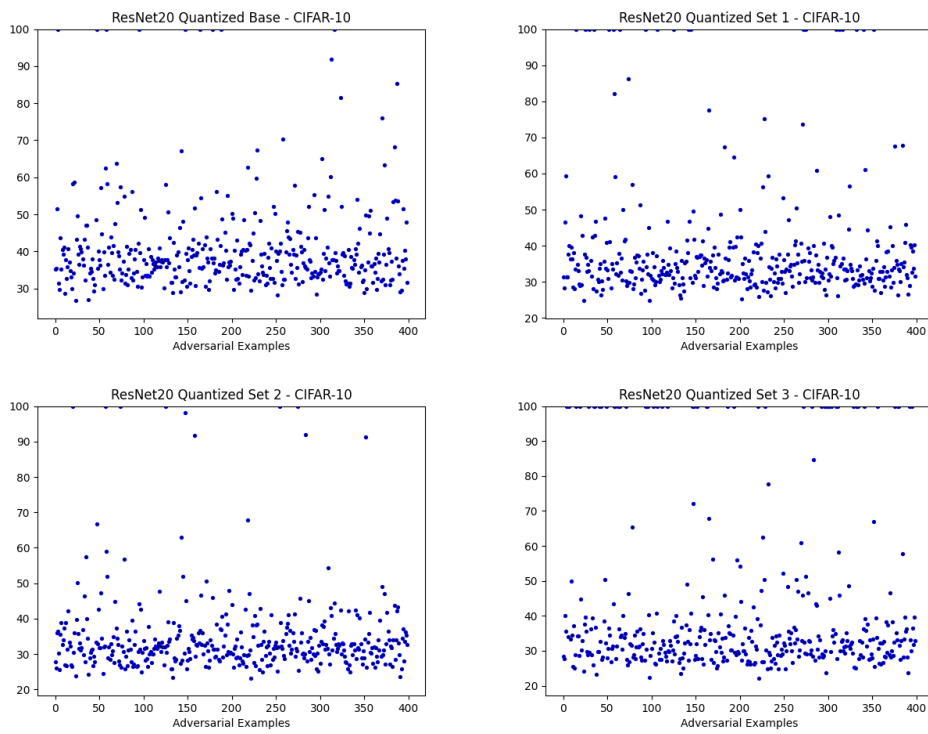 ResNet20 Quantized Base - CIFAR-10
100
90
80
70
60
50
40
30
0 50 100 150 200 250 300 350 400
Adversarial Examples
ResNet20 Quantized Set 1 - CIFAR-10
100
90
80
70
60
50
40
30
20
0 50 100 150 200 250 300 350 400
Adversarial Examples
ResNet20 Quantized Set 2 - CIFAR-10
100
90
80
70
60
50
40
30
20
0 50 100 150 200 250 300 350 400
Adversarial Examples
ResNet20 Quantized Set 3 - CIFAR-10
100
90
80
70
60
50
40
30
20
0 50 100 150 200 250 300 350 400
Adversarial Examples